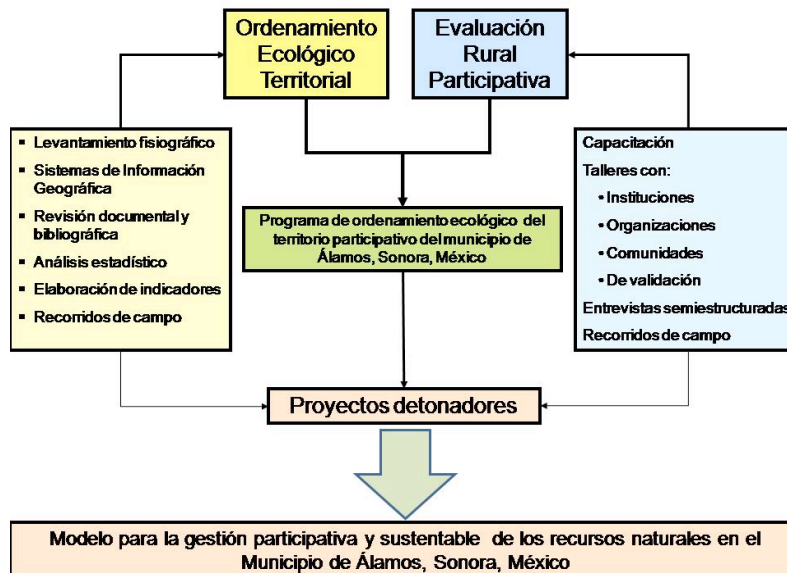 Ordenamiento
Ecológico
Territorial
Evaluación
Rural
Participativa
▪ Levantamiento fisiográfico
▪ Sistemas de Información
Geográfica
▪ Revisión documental y
bibliográfica
▪ Análisis estadístico
▪ Elaboración de indicadores
▪ Recorridos de campo
Programa de ordenamiento ecológico del
territorio participativo del municipio de
Álamos, Sonora, México
Capacitación
Talleres con:
• Instituciones
• Organizaciones
• Comunidades
• De validación
Entrevistas semiestructuradas
Recorridos de campo
Proyectos detonadores
Modelo para la gestión participativa y sustentable de los recursos naturales en el
Municipio de Álamos, Sonora, México